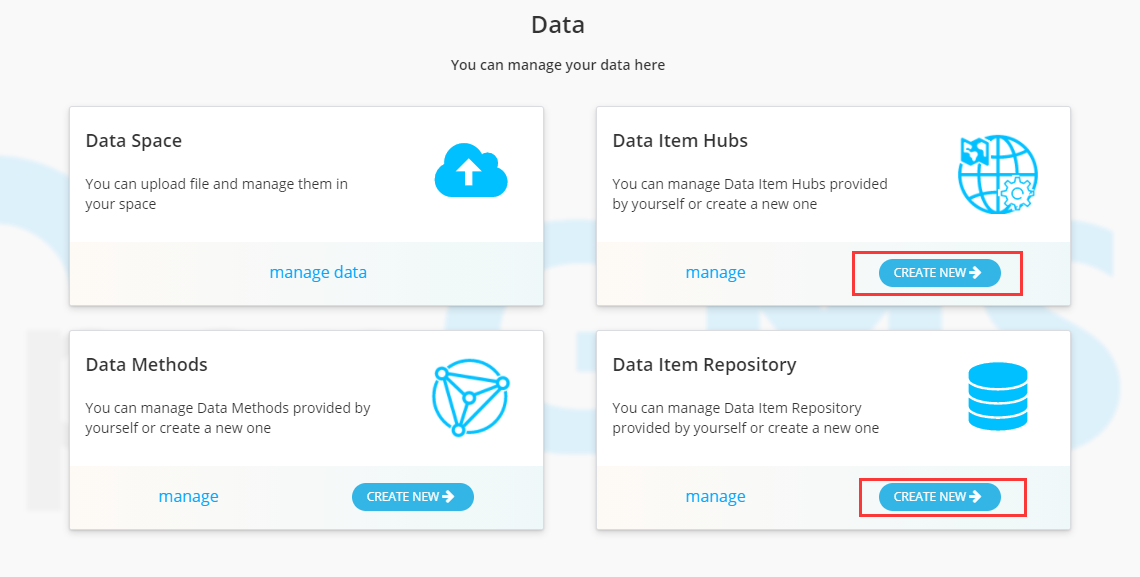 Data
You can manage your data here
Data Space
You can upload file and manage them in
your space
manage data
Data Item Hubs
You can manage Data Item Hubs provided
by yourself or create a new one
manage
CREATE NEW
Data Methods
You can manage Data Methods provided by
yourself or create a new one
manage
CREATE NEW
Data Item Repository
You can manage Data Item Repository
provided by yourself or create a new one
manage
CREATE NEW